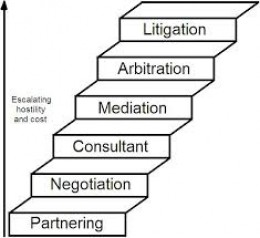 Litigation
Arbitration
Escalating
hostility
and cost
Mediation
Consultant
Negotiation
Partnering